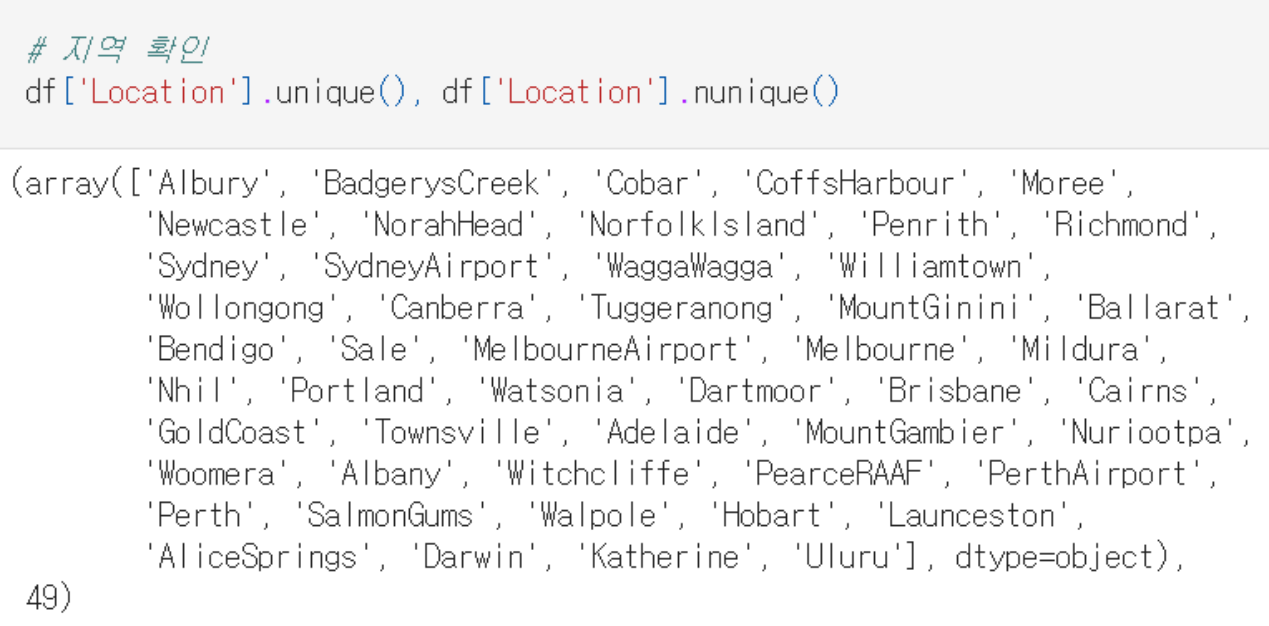 # 지역 확인
df['Location'].unique(), df['Location'].nunique()
(array(['Albury', 'BadgerysCreek', 'Cobar', 'CoffsHarbour', 'Moree',
'Newcastle', 'NorahHead', 'NorfolkIsland', 'Penrith', 'Richmond',
'Sydney', 'SydneyAirport', 'WaggaWagga', 'Williamtown',
'Wollongong', 'Canberra', 'Tuggeranong', 'MountGinini', 'Ballarat',
'Bendigo', 'Sale', 'MelbourneAirport', 'Melbourne', 'Mildura',
'Nhil', 'Portland', 'Watsonia', 'Dartmoor', 'Brisbane', 'Cairns',
'GoldCoast', 'Townsville', 'Adelaide', 'MountGambier', 'Nuriootpa',
'Woomera', 'Albany', 'Witchcliffe', 'PearceRAAF', 'PerthAirport',
'Perth', 'SalmonGums', 'Walpole', 'Hobart', 'Launceston',
'AliceSprings', 'Darwin', 'Katherine', 'Uluru'], dtype=object),
49)